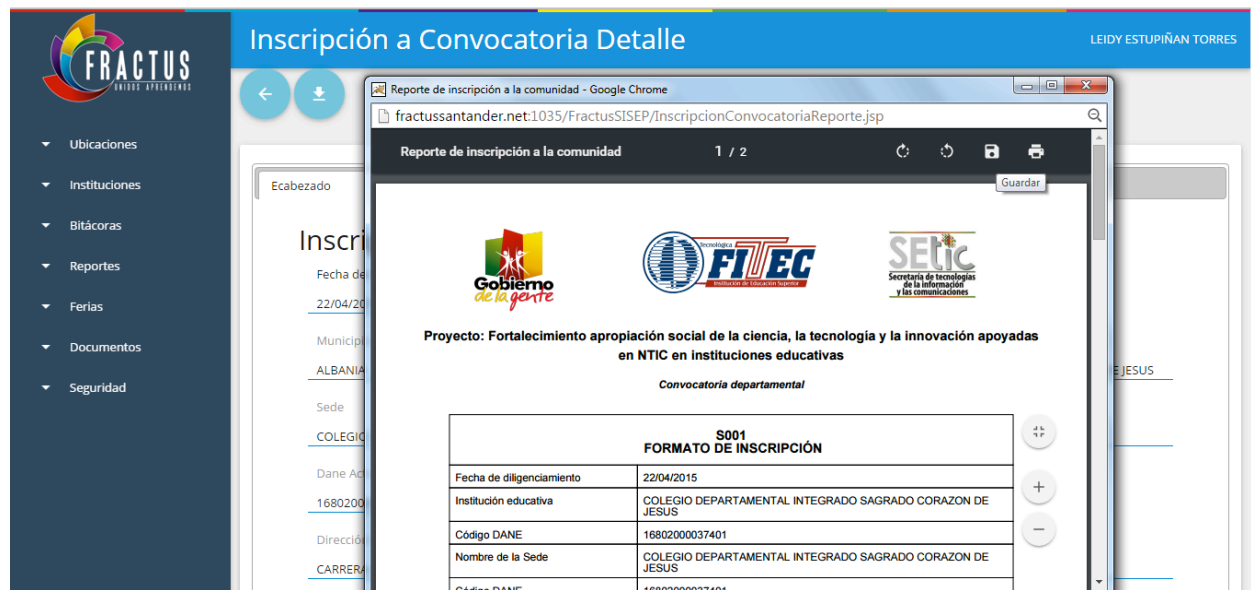 FRACTUS
UNIDOS APRENDEMOS
Inscripción a Convocatoria Detalle
LEIDY ESTUPIÑAN TORRES
Ubicaciones
Instituciones
Bitácoras
Reportes
Ferias
Documentos
Seguridad
Ecabezado
Inscri
Fecha de
22/04/20
Municipi
ALBANIA
E JESUS
Sede
COLEGIO
Dane Ac
1680200
Dirección
CARRERA
Reporte de inscripción a la comunidad - Google Chrome
fractussantander.net:1035/FractusSISEP/InscripcionConvocatoriaReporte.jsp
Reporte de inscripción a la comunidad 1 / 2
Guardar
Gobierno
de la gente
Tecnológica
FITEC
Institución de Educación Superior
SEtic
Secretaría de tecnologías
de la información
y las comunicaciones
Proyecto: Fortalecimiento apropiación social de la ciencia, la tecnología y la innovación apoyadas
en NTIC en instituciones educativas
Convocatoria departamental
S001
FORMATO DE INSCRIPCIÓN
Fecha de diligenciamiento 22/04/2015
Institución educativa COLEGIO DEPARTAMENTAL INTEGRADO SAGRADO CORAZON DE
JESUS
Código DANE 16802000037401
Nombre de la Sede COLEGIO DEPARTAMENTAL INTEGRADO SAGRADO CORAZON DE
JESUS
Código DANE 16802000037401